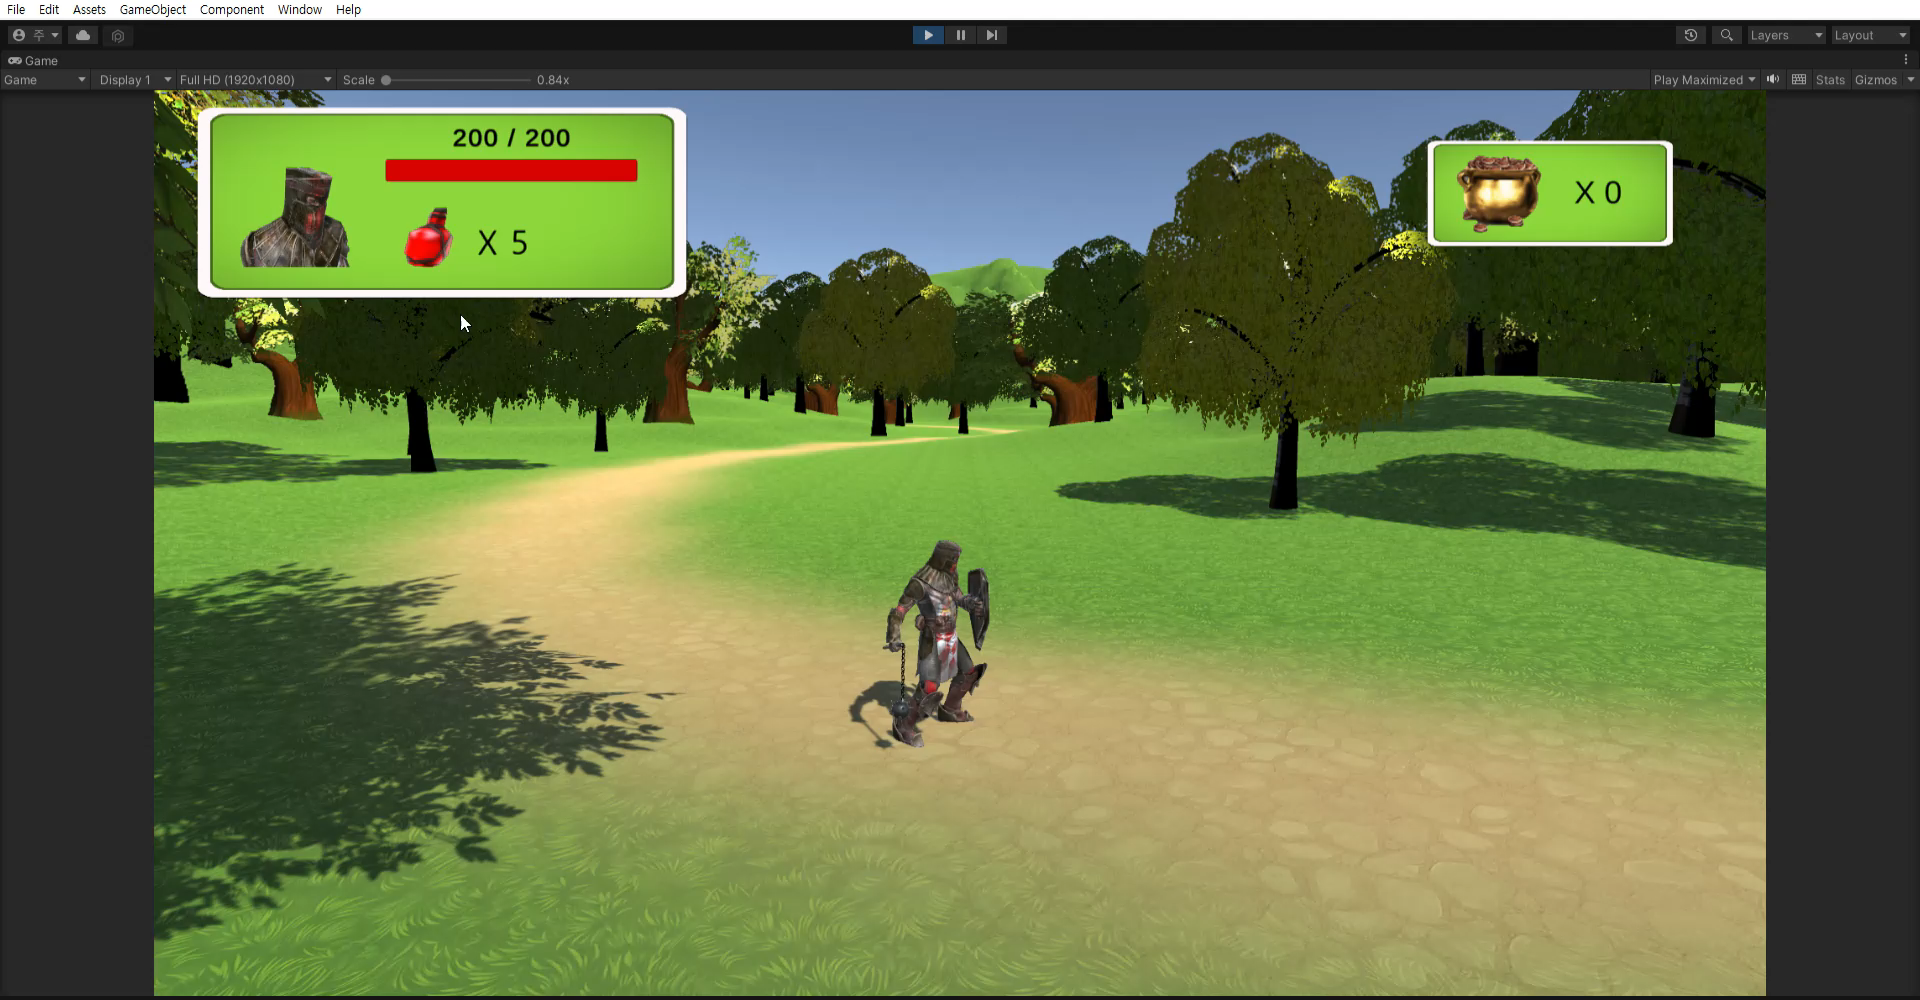 File Edit Assets GameObject Component Window Help
주 Layers Layout
Game
Game Display 1 Full HD (1920x1080) Scale 0.84x Play Maximized Stats Gizmos
200 / 200
X 5
X 0